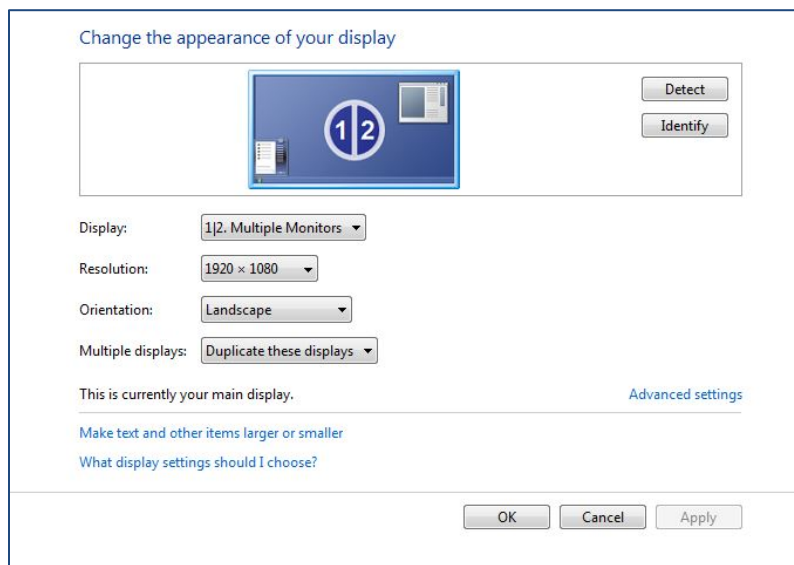 Change the appearance of your display
1|2
Detect
Identify
Display: 1|2. Multiple Monitors
Resolution: 1920 × 1080
Orientation: Landscape
Multiple displays: Duplicate these displays
This is currently your main display. Advanced settings
Make text and other items larger or smaller
What display settings should I choose?
OK Cancel Apply